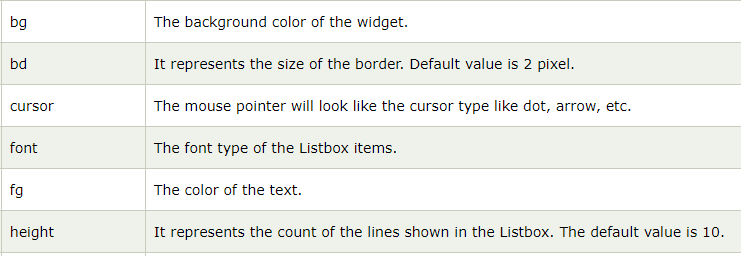 bg The background color of the widget.
bd It represents the size of the border. Default value is 2 pixel.
cursor The mouse pointer will look like the cursor type like dot, arrow, etc.
font The font type of the Listbox items.
fg The color of the text.
height It represents the count of the lines shown in the Listbox. The default value is 10.